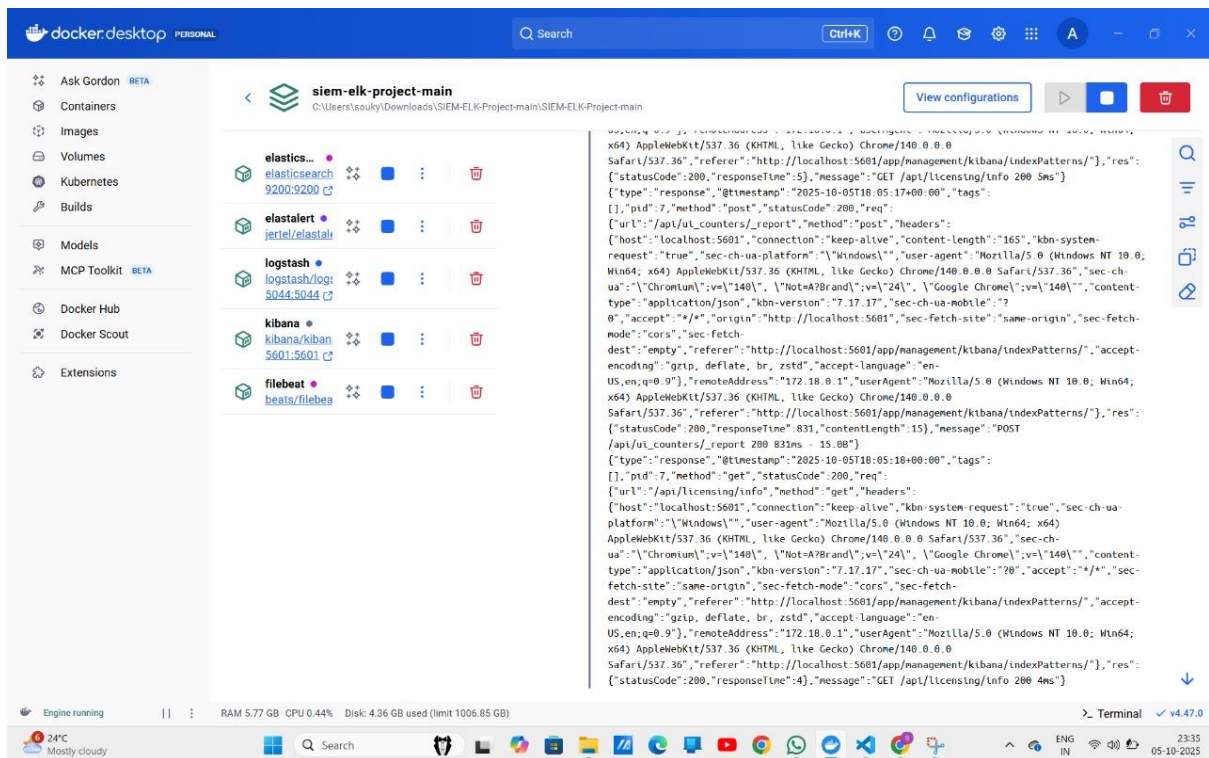 docker.desktop PERSONAL
Search
Ctrl+K
A
Ask Gordon BETA
Containers
Images
Volumes
Kubernetes
Builds
Models
MCP Toolkit BETA
Docker Hub
Docker Scout
Extensions
siem-elk-project-main
C:\Users\souky\Downloads\SIEM-ELK-Project-main\SIEM-ELK-Project-main
View configurations
elastics...
elasticsearch
9200:9200
elastalert
jertel/elastale
logstash
logstash/logs
5044:5044
kibana
kibana/kiban
5601:5601
filebeat
beats/filebea
US,en;q=0.9"},"remoteAddress":"172.18.0.1","userAgent":"Mozilla/5.0 (Windows NT 10.0; Win64;
x64) AppleWebKit/537.36 (KHTML, like Gecko) Chrome/140.0.0.0
Safari/537.36","referer":"http://localhost:5601/app/management/kibana/indexPatterns/"},"res":
{"statusCode":200,"responseTime":5},"message":"GET /api/licensing/info 200 5ms"}
{"type":"response","@timestamp":"2025-10-05T18:05:17+00:00","tags":
[],"pid":7,"method":"post","statusCode":200,"req":
{"url":"/api/ui_counters/_report","method":"post","headers":
{"host":"localhost:5601","connection":"keep-alive","content-length":"165","kbn-system-
request":"true","sec-ch-ua-platform":"\"Windows\"","user-agent":"Mozilla/5.0 (Windows NT 10.0;
Win64; x64) AppleWebKit/537.36 (KHTML, like Gecko) Chrome/140.0.0.0 Safari/537.36","sec-ch-
ua":"\"Chromium\";v=\"140\", \"Not=A?Brand\";v=\"24\", \"Google Chrome\";v=\"140\"","content-
type":"application/json","kbn-version":"7.17.17","sec-ch-ua-mobile":"?
0","accept":"*/*","origin":"http://localhost:5601","sec-fetch-site":"same-origin","sec-fetch-
mode":"cors","sec-fetch-
dest":"empty","referer":"http://localhost:5601/app/management/kibana/indexPatterns/","accept-
encoding":"gzip, deflate, br, zstd","accept-language":"en-
US,en;q=0.9"},"remoteAddress":"172.18.0.1","userAgent":"Mozilla/5.0 (Windows NT 10.0; Win64;
x64) AppleWebKit/537.36 (KHTML, like Gecko) Chrome/140.0.0.0
Safari/537.36","referer":"http://localhost:5601/app/management/kibana/indexPatterns/"},"res":
{"statusCode":200,"responseTime":831,"contentLength":15},"message":"POST
/api/ui_counters/_report 200 831ms - 15.0B"}
{"type":"response","@timestamp":"2025-10-05T18:05:18+00:00","tags":
[],"pid":7,"method":"get","statusCode":200,"req":
{"url":"/api/licensing/info","method":"get","headers":
{"host":"localhost:5601","connection":"keep-alive","kbn-system-request":"true","sec-ch-ua-
platform":"\"Windows\"","user-agent":"Mozilla/5.0 (Windows NT 10.0; Win64; x64)
AppleWebKit/537.36 (KHTML, like Gecko) Chrome/140.0.0.0 Safari/537.36","sec-ch-
ua":"\"Chromium\";v=\"140\", \"Not=A?Brand\";v=\"24\", \"Google Chrome\";v=\"140\"","content-
type":"application/json","kbn-version":"7.17.17","sec-ch-ua-mobile":"?0","accept":"*/*","sec-
fetch-site":"same-origin","sec-fetch-mode":"cors","sec-fetch-
dest":"empty","referer":"http://localhost:5601/app/management/kibana/indexPatterns/","accept-
encoding":"gzip, deflate, br, zstd","accept-language":"en-
US,en;q=0.9"},"remoteAddress":"172.18.0.1","userAgent":"Mozilla/5.0 (Windows NT 10.0; Win64;
x64) AppleWebKit/537.36 (KHTML, like Gecko) Chrome/140.0.0.0
Safari/537.36","referer":"http://localhost:5601/app/management/kibana/indexPatterns/"},"res":
{"statusCode":200,"responseTime":4},"message":"GET /api/licensing/info 200 4ms"}
Engine running
RAM 5.77 GB CPU 0.44% Disk: 4.36 GB used (limit 1006.85 GB)
>_ Terminal
v4.47.0
6
24°C
Mostly cloudy
Search
ENG
IN
23:35
05-10-2025